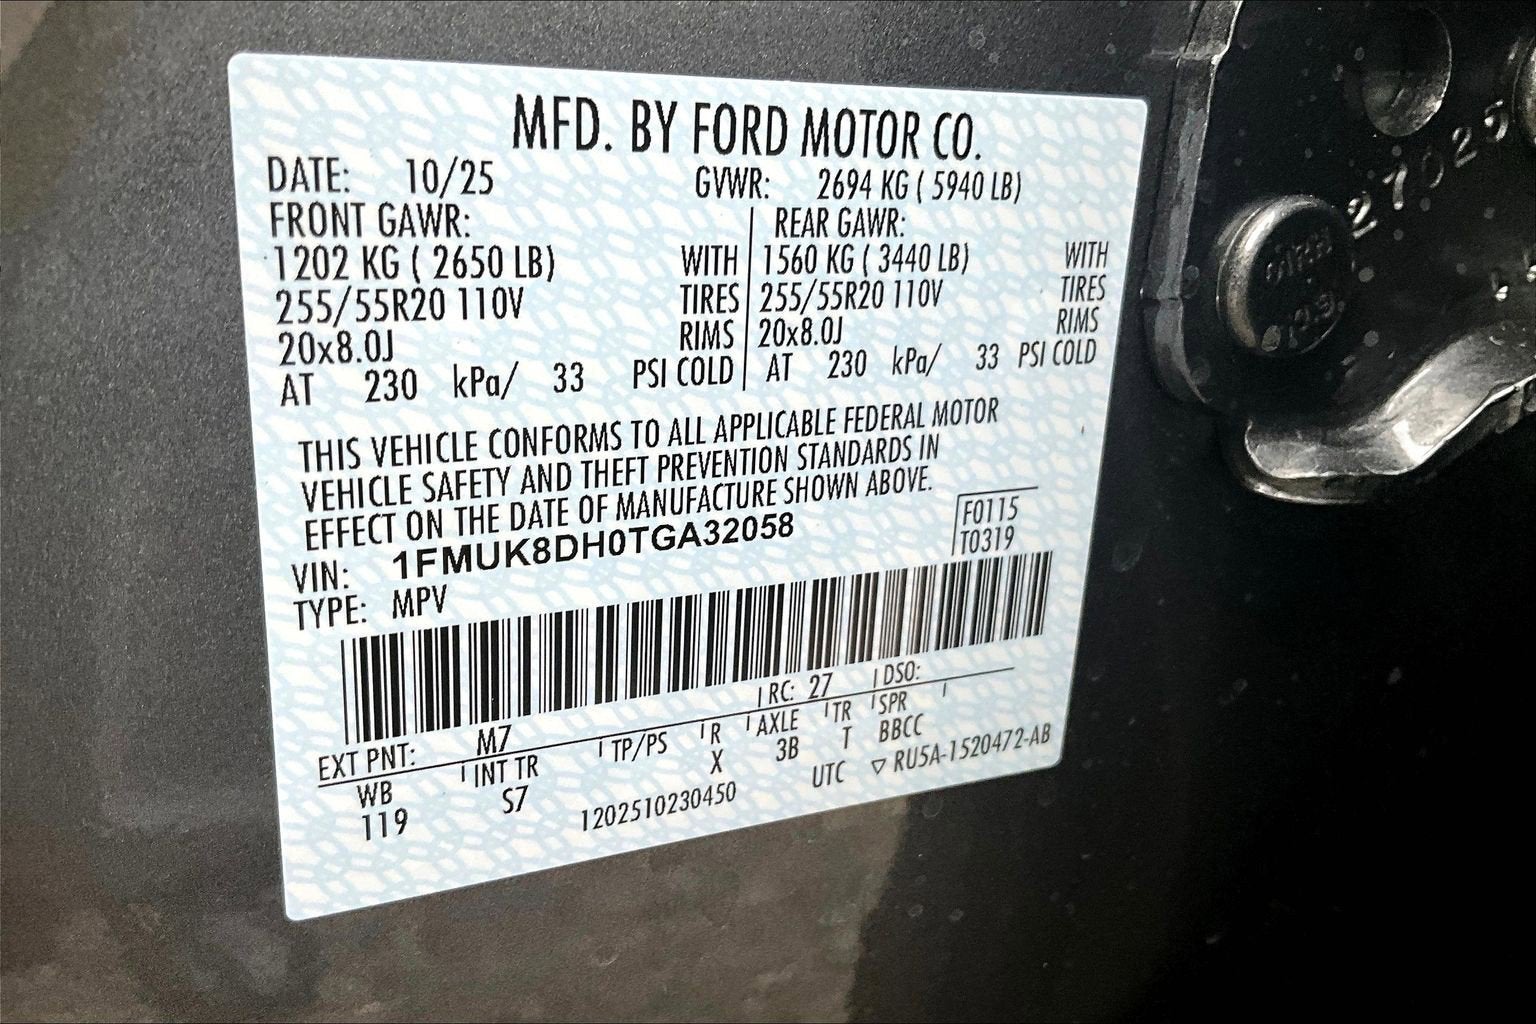 MFD. BY FORD MOTOR CO.
DATE: 10/25 GVWR: 2694 KG ( 5940 LB)
FRONT GAWR: REAR GAWR:
1202 KG ( 2650 LB) WITH 1560 KG ( 3440 LB) WITH
255/55R20 110V TIRES 255/55R20 110V TIRES
20x8.0J RIMS 20x8.0J RIMS
AT 230 kPa/ 33 PSI COLD AT 230 kPa/ 33 PSI COLD
THIS VEHICLE CONFORMS TO ALL APPLICABLE FEDERAL MOTOR
VEHICLE SAFETY AND THEFT PREVENTION STANDARDS IN
EFFECT ON THE DATE OF MANUFACTURE SHOWN ABOVE.
VIN: 1FMUK8DH0TGA32058 F0115
TYPE: MPV T0319
EXT PNT: M7 RC: 27 DSO:
WB INT TR TP/PS R AXLE TR SPR
119 S7 X 3B T BBCC
1202510230450 UTC ▽ RU5A-1520472-AB